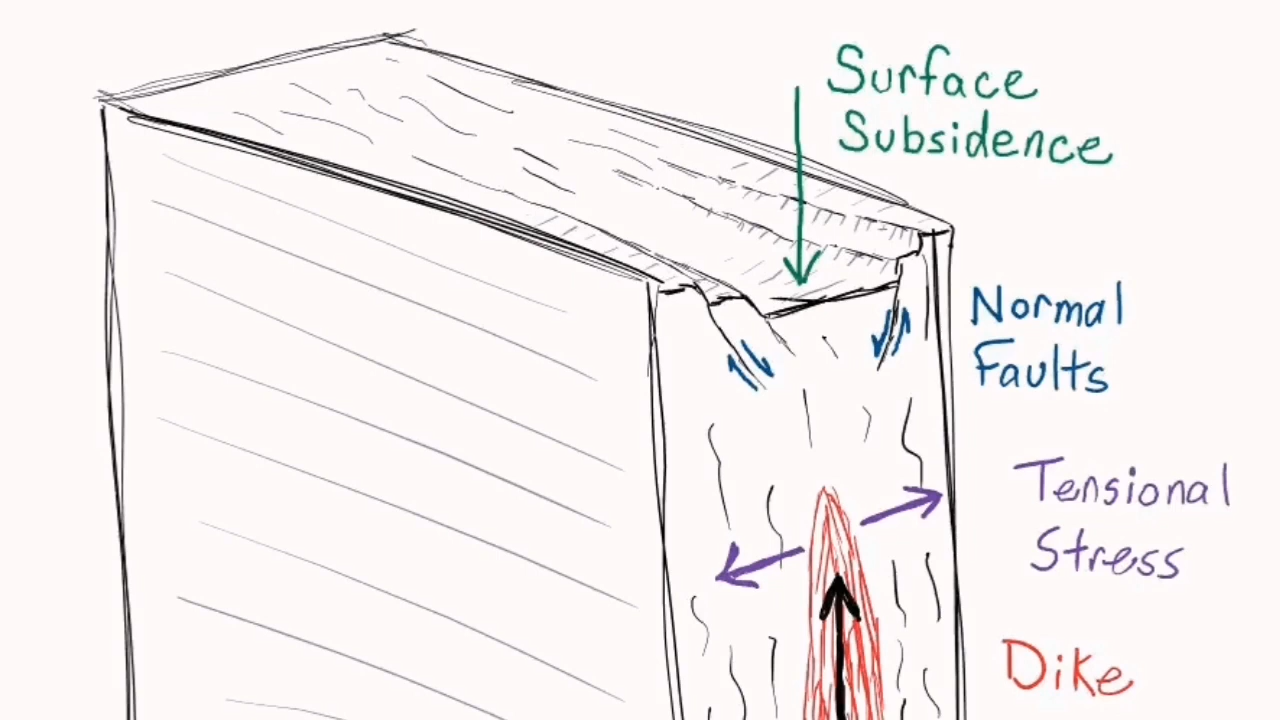 Surface
Subsidence
Normal
Faults
Tensional
Stress
Dike